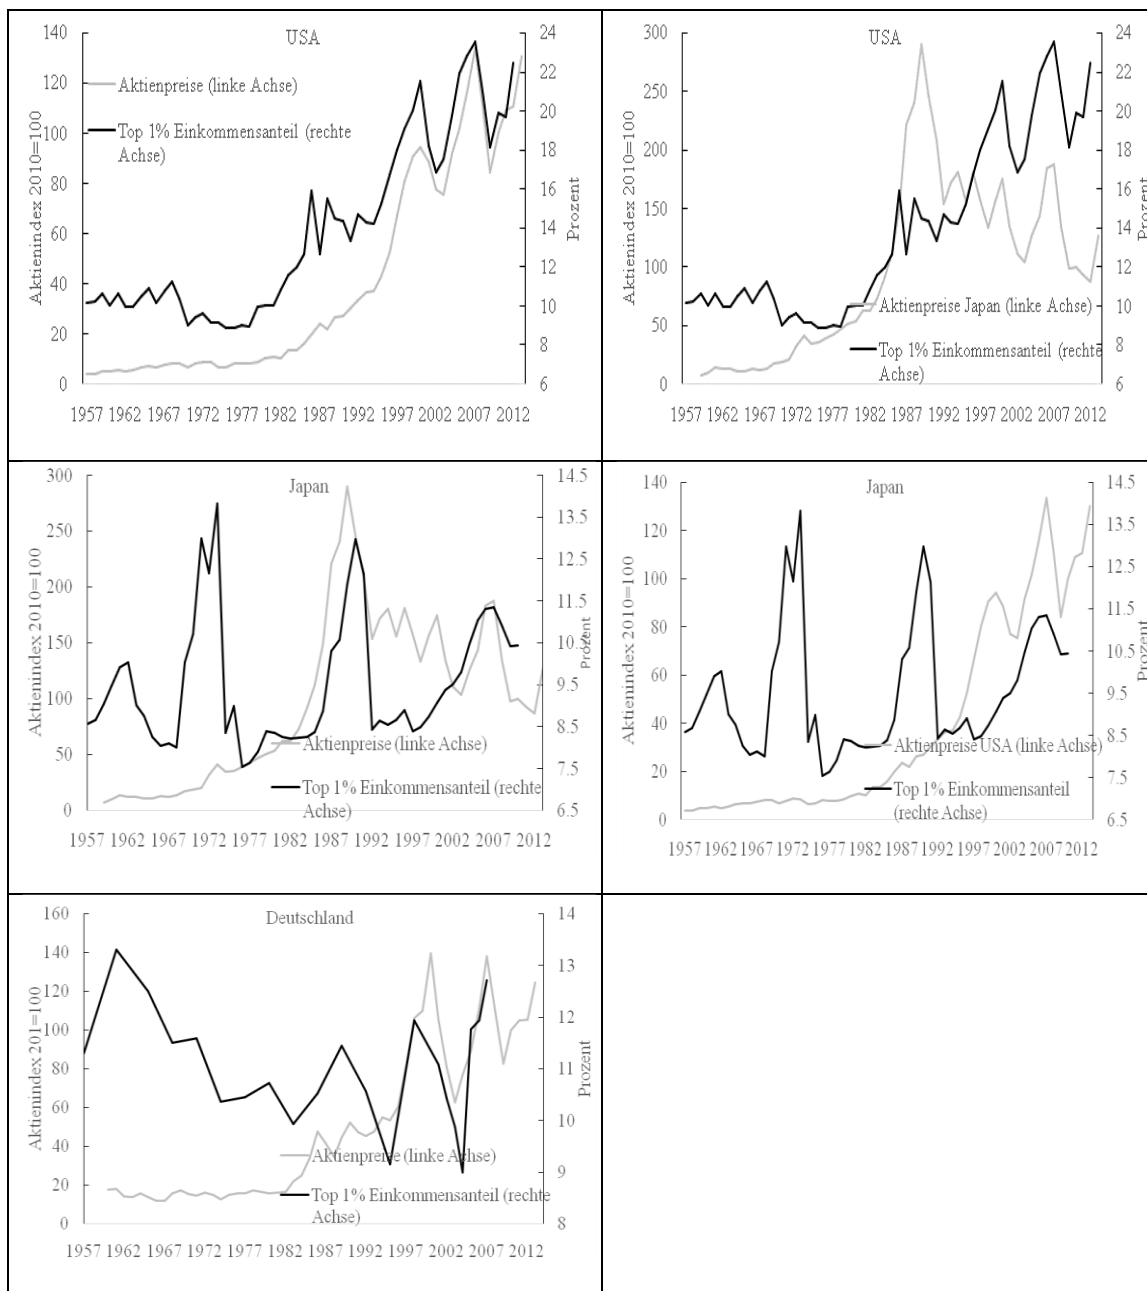 USA
Aktienindex 2010=100
140
120
100
80
60
40
20
0
Aktienpreise (linke Achse)
Top 1% Einkommensanteil (rechte
Achse)
24
22
20
18
16
14
12
10
8
6
Prozent
1957 1962 1967 1972 1977 1982 1987 1992 1997 2002 2007 2012
USA
Aktienindex 2010=100
300
250
200
150
100
50
0
Aktienpreise Japan (linke Achse)
Top 1% Einkommensanteil (rechte
Achse)
24
22
20
18
16
14
12
10
8
6
Prozent
1957 1962 1967 1972 1977 1982 1987 1992 1997 2002 2007 2012
Japan
Aktienindex 2010=100
300
250
200
150
100
50
0
Aktienpreise (linke Achse)
Top 1% Einkommensanteil (rechte
Achse)
14.5
13.5
12.5
11.5
10.5
9.5
8.5
7.5
6.5
Prozent
1957 1962 1967 1972 1977 1982 1987 1992 1997 2002 2007 2012
Japan
Aktienindex 2010=100
140
120
100
80
60
40
20
0
Aktienpreise USA (linke Achse)
Top 1% Einkommensanteil
(rechte Achse)
14.5
13.5
12.5
11.5
10.5
9.5
8.5
7.5
6.5
Prozent
1957 1962 1967 1972 1977 1982 1987 1992 1997 2002 2007 2012
Deutschland
Aktienindex 201=100
160
140
120
100
80
60
40
20
0
Aktienpreise (linke Achse)
Top 1% Einkommensanteil (rechte
Achse)
14
13
12
11
10
9
8
Prozent
1957 1962 1967 1972 1977 1982 1987 1992 1997 2002 2007 2012